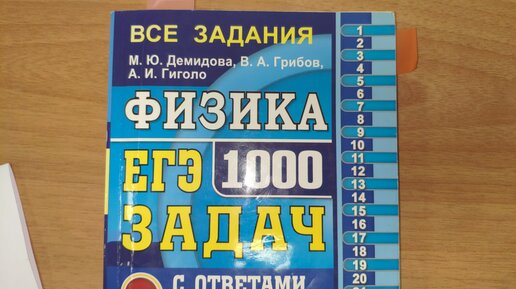 ВСЕ ЗАДАНИЯ
М. Ю. Демидова, В. А. Грибов,
А. И. Гиголо
ФИЗИКА
ЕГЭ 1000
ЗАДАЧ
С ОТВЕТАМИ
1
2
3
4
5
6
7
8
9
10
11
12
13
14
15
16
17
18
19
20